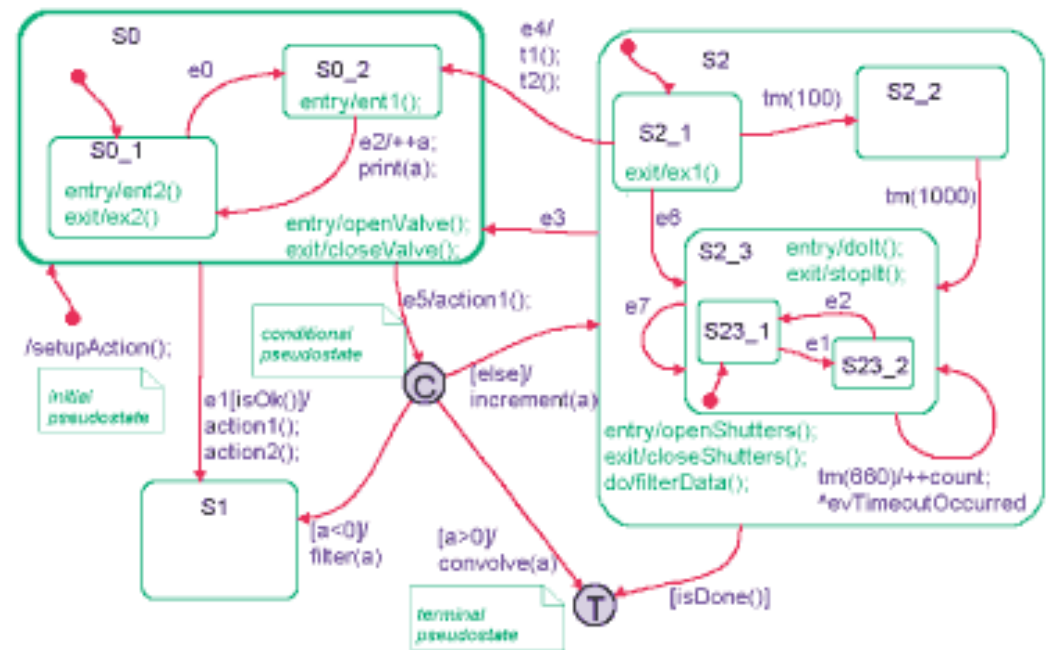 S0
e0
S0_2
entry/ent1();
S0_1
entry/ent2()
exit/ex2()
e2/++a;
print(a);
entry/openValve();
exit/closeValve();
e4/
t1();
t2();
e3
S2
S2_1
exit/ex1()
tm(100)
S2_2
tm(1000)
e6
S2_3
entry/doIt();
exit/stopIt();
e7
S23_1
e2
e1
S23_2
entry/openShutters();
exit/closeShutters();
do/filterData();
tm(660)/++count;
^evTimeoutOccurred
/setupAction();
initial
pseudostate
e5/action1();
conditional
pseudostate
C
[else]/
increment(a)
e1[isOk()]/
action1();
action2();
S1
[a<0]/
filter(a)
[a>0]/
convolve(a)
terminal
pseudostate
T
[isDone()]